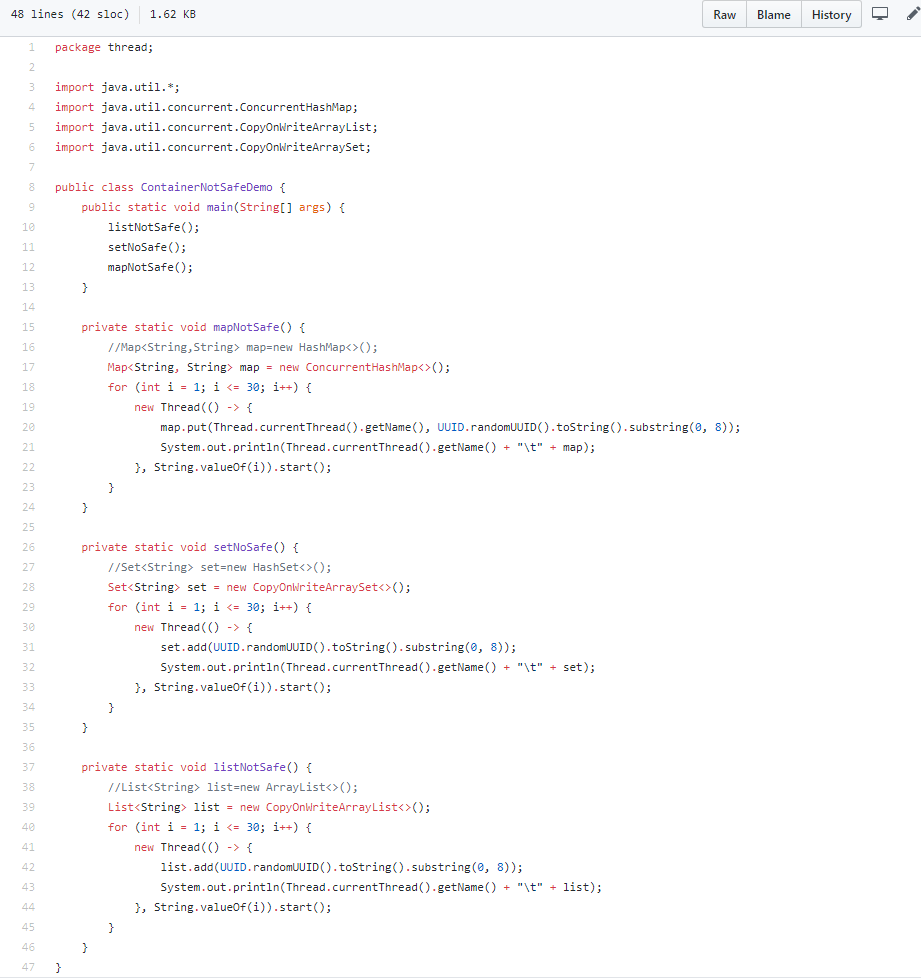 48 lines (42 sloc) 1.62 KB Raw Blame History
1 package thread;
2
3 import java.util.*;
4 import java.util.concurrent.ConcurrentHashMap;
5 import java.util.concurrent.CopyOnWriteArrayList;
6 import java.util.concurrent.CopyOnWriteArraySet;
7
8 public class ContainerNotSafeDemo {
9     public static void main(String[] args) {
10         listNotSafe();
11         setNoSafe();
12         mapNotSafe();
13     }
14
15     private static void mapNotSafe() {
16         //Map<String,String> map=new HashMap<>();
17         Map<String, String> map = new ConcurrentHashMap<>();
18         for (int i = 1; i <= 30; i++) {
19             new Thread(() -> {
20                 map.put(Thread.currentThread().getName(), UUID.randomUUID().toString().substring(0, 8));
21                 System.out.println(Thread.currentThread().getName() + "\t" + map);
22             }, String.valueOf(i)).start();
23         }
24     }
25
26     private static void setNoSafe() {
27         //Set<String> set=new HashSet<>();
28         Set<String> set = new CopyOnWriteArraySet<>();
29         for (int i = 1; i <= 30; i++) {
30             new Thread(() -> {
31                 set.add(UUID.randomUUID().toString().substring(0, 8));
32                 System.out.println(Thread.currentThread().getName() + "\t" + set);
33             }, String.valueOf(i)).start();
34         }
35     }
36
37     private static void listNotSafe() {
38         //List<String> list=new ArrayList<>();
39         List<String> list = new CopyOnWriteArrayList<>();
40         for (int i = 1; i <= 30; i++) {
41             new Thread(() -> {
42                 list.add(UUID.randomUUID().toString().substring(0, 8));
43                 System.out.println(Thread.currentThread().getName() + "\t" + list);
44             }, String.valueOf(i)).start();
45         }
46     }
47 }